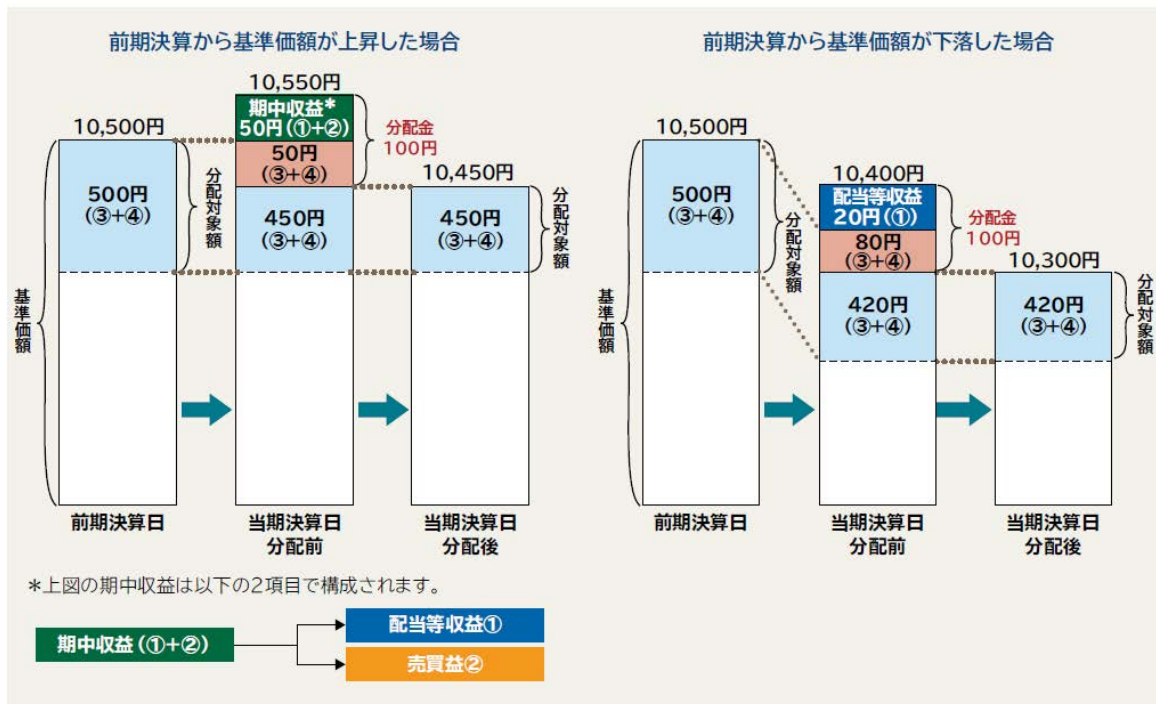 前期決算から基準価額が上昇した場合
10,500円
500円
(③+④)
分配対象額
10,550円
期中収益*
50円(①+②)
50円
(③+④)
450円
(③+④)
分配金
100円
10,450円
450円
(③+④)
分配対象額
基準価額
前期決算日
当期決算日
分配前
当期決算日
分配後
前期決算から基準価額が下落した場合
10,500円
500円
(③+④)
分配対象額
10,400円
配当等収益
20円(①)
80円
(③+④)
420円
(③+④)
分配金
100円
10,300円
420円
(③+④)
分配対象額
基準価額
前期決算日
当期決算日
分配前
当期決算日
分配後
*上図の期中収益は以下の2項目で構成されます。
期中収益(①+②)
配当等収益①
売買益②